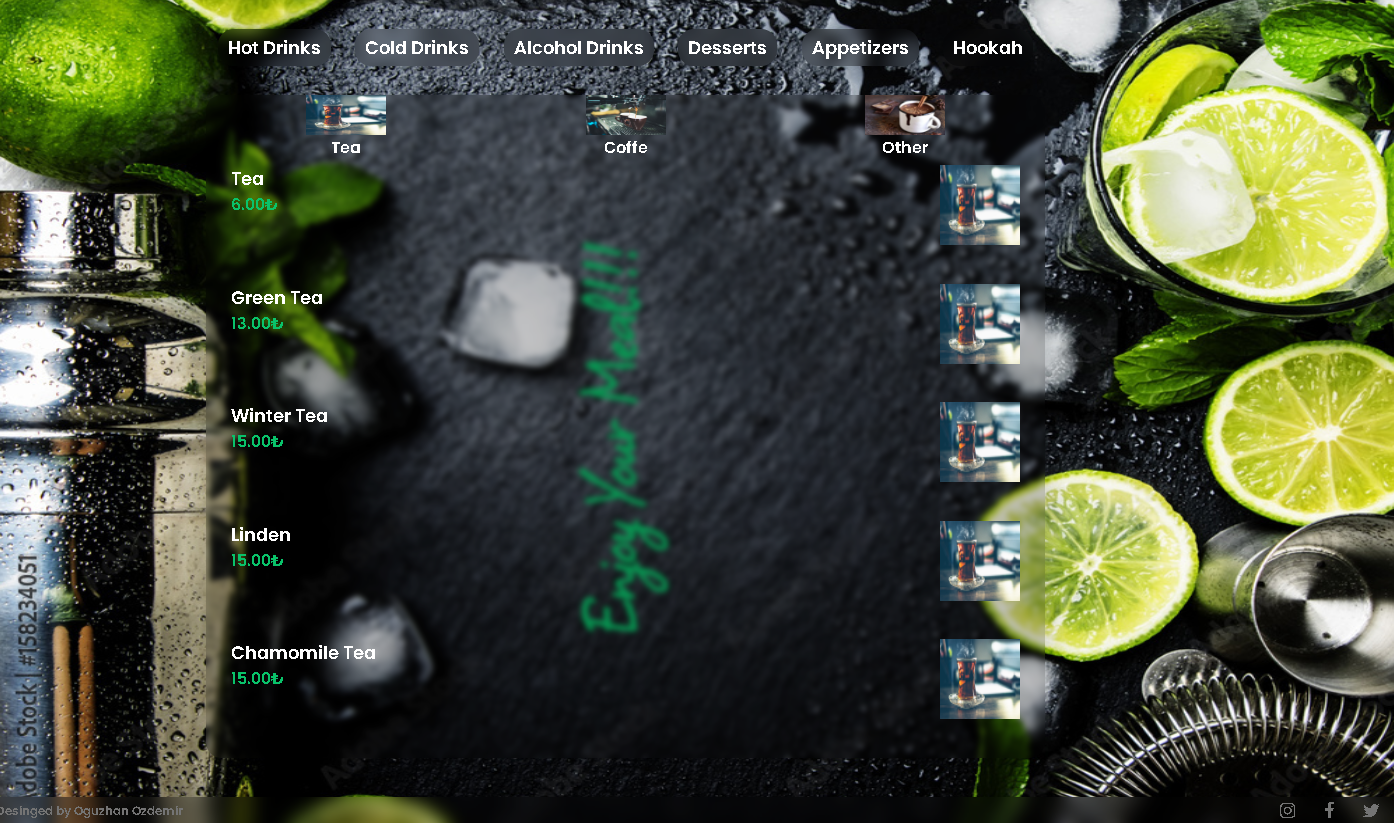 Hot Drinks
Cold Drinks
Alcohol Drinks
Desserts
Appetizers
Hookah
Tea
Coffe
Other
Tea
6.00₺
Green Tea
13.00₺
Winter Tea
15.00₺
Linden
15.00₺
Chamomile Tea
15.00₺
Enjoy Your Meal!!!
dobe Stock | #158234051
Desinged by Oguzhan Ozdemir